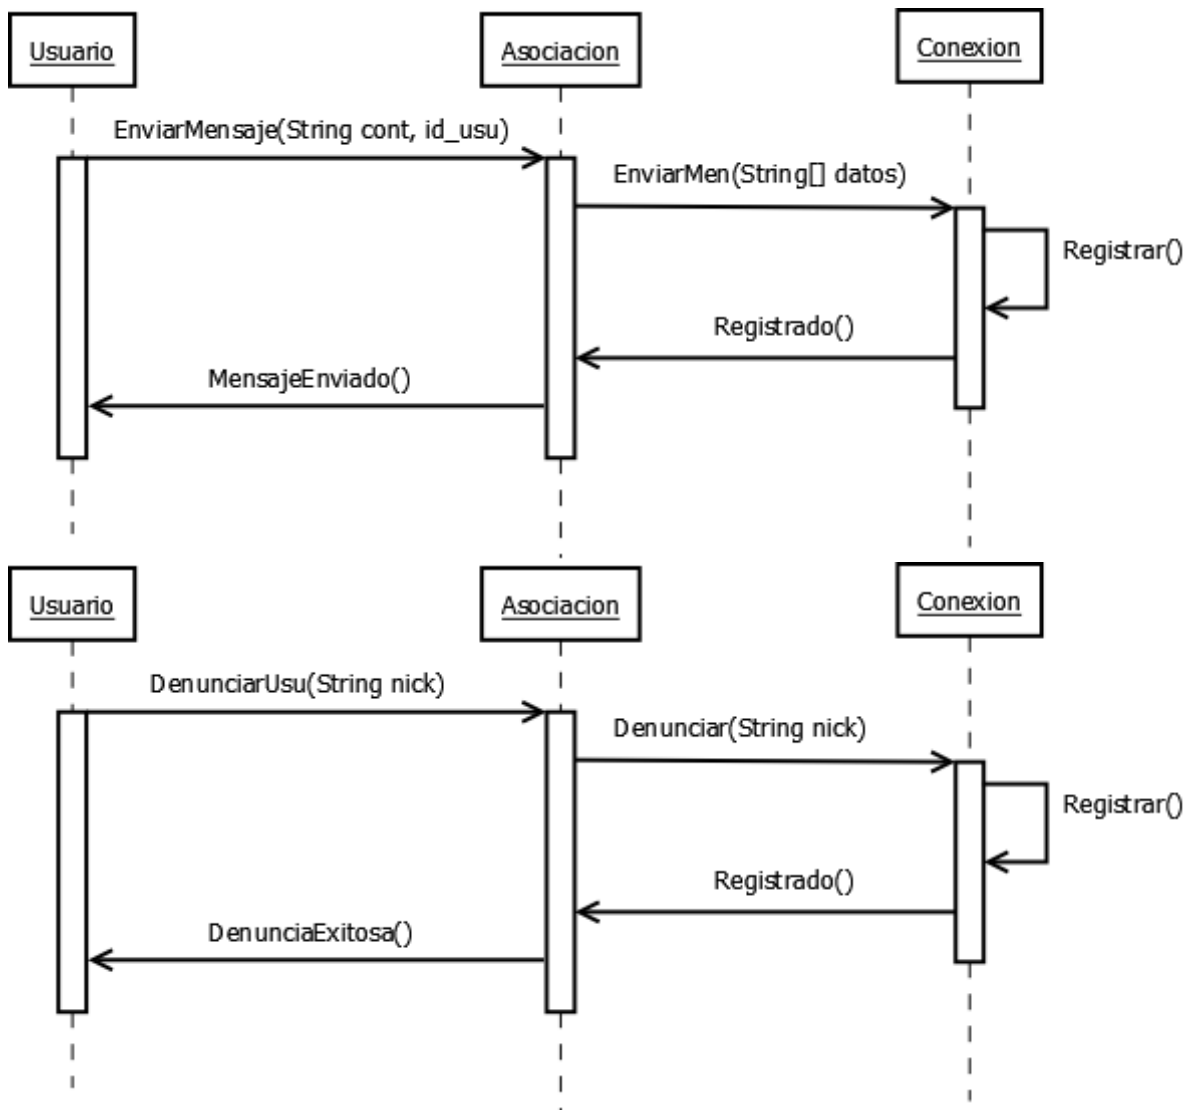 Usuario
Asociacion
Conexion
EnviarMensaje(String cont, id_usu)
EnviarMen(String[] datos)
Registrar()
Registrado()
MensajeEnviado()
Usuario
Asociacion
Conexion
DenunciarUsu(String nick)
Denunciar(String nick)
Registrar()
Registrado()
DenunciaExitosa()